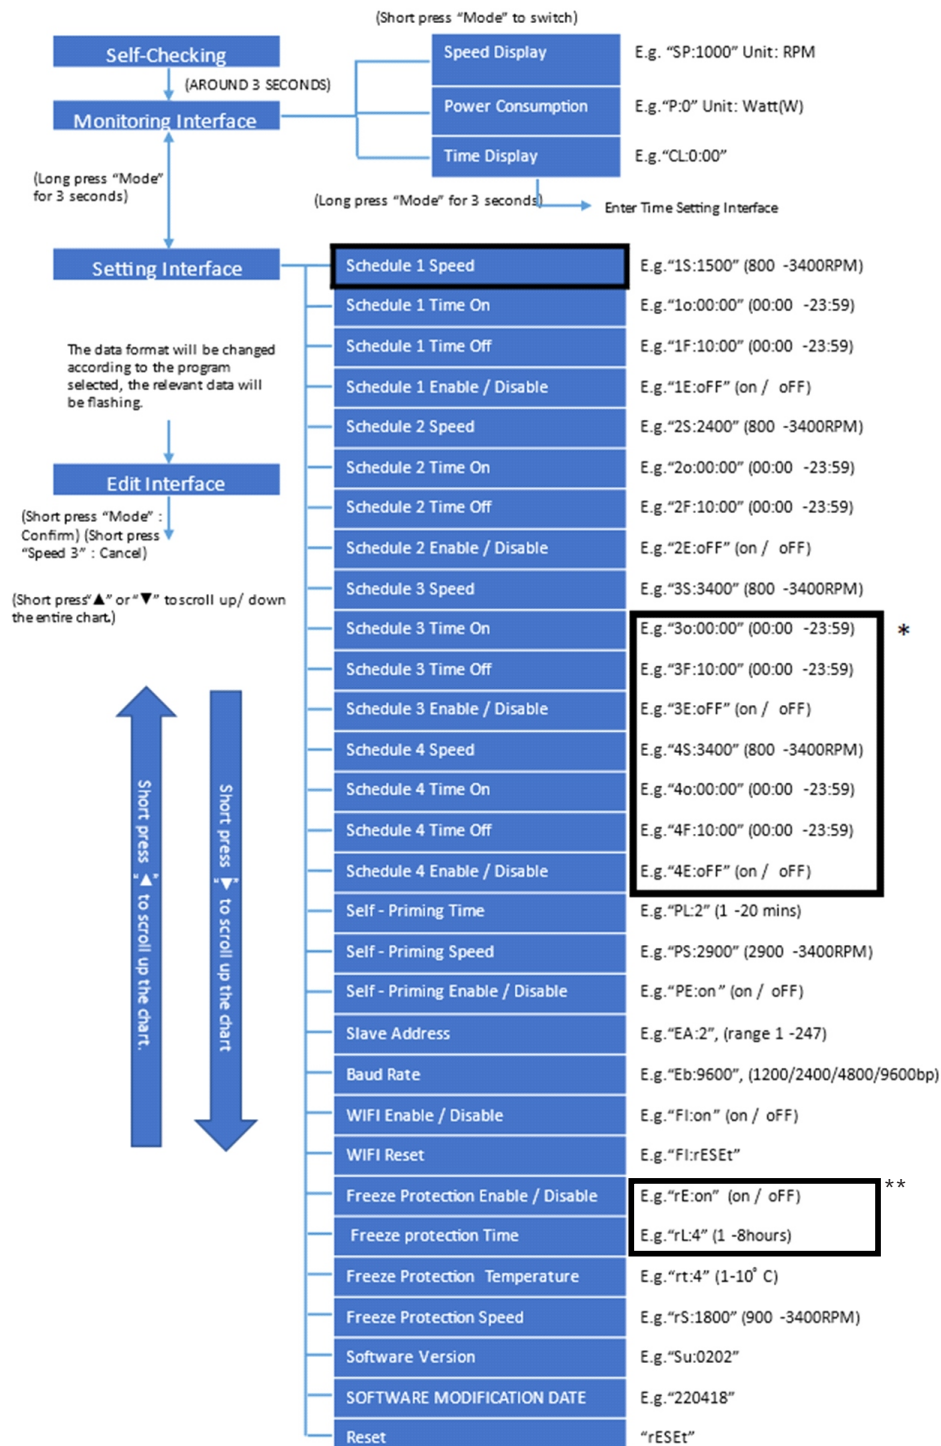 (Short press “Mode” to switch)
Self-Checking
(AROUND 3 SECONDS)
Monitoring Interface
Speed Display
E.g. “SP:1000” Unit: RPM
Power Consumption
E.g.“P:0” Unit: Watt(W)
Time Display
E.g.“CL:0:00”
(Long press “Mode”
for 3 seconds)
(Long press “Mode” for 3 seconds)
Enter Time Setting Interface
Setting Interface
Schedule 1 Speed
E.g.“1S:1500” (800 -3400RPM)
Schedule 1 Time On
E.g.“1o:00:00” (00:00 -23:59)
Schedule 1 Time Off
E.g.“1F:10:00” (00:00 -23:59)
Schedule 1 Enable / Disable
E.g.“1E:oFF” (on / oFF)
Schedule 2 Speed
E.g.“2S:2400” (800 -3400RPM)
Schedule 2 Time On
E.g.“2o:00:00” (00:00 -23:59)
Schedule 2 Time Off
E.g.“2F:10:00” (00:00 -23:59)
Schedule 2 Enable / Disable
E.g.“2E:oFF” (on / oFF)
Schedule 3 Speed
E.g.“3S:3400” (800 -3400RPM)
Schedule 3 Time On
E.g.“3o:00:00” (00:00 -23:59)
*
Schedule 3 Time Off
E.g.“3F:10:00” (00:00 -23:59)
Schedule 3 Enable / Disable
E.g.“3E:oFF” (on / oFF)
Schedule 4 Speed
E.g.“4S:3400” (800 -3400RPM)
Schedule 4 Time On
E.g.“4o:00:00” (00:00 -23:59)
Schedule 4 Time Off
E.g.“4F:10:00” (00:00 -23:59)
Schedule 4 Enable / Disable
E.g.“4E:oFF” (on / oFF)
Self - Priming Time
E.g.“PL:2” (1 -20 mins)
Self - Priming Speed
E.g.“PS:2900” (2900 -3400RPM)
Self - Priming Enable / Disable
E.g.“PE:on” (on / oFF)
Slave Address
E.g.“EA:2”, (range 1 -247)
Baud Rate
E.g.“Eb:9600”, (1200/2400/4800/9600bp)
WIFI Enable / Disable
E.g.“FI:on” (on / oFF)
WIFI Reset
E.g.“FI:rESEt”
Freeze Protection Enable / Disable
E.g.“rE:on” (on / oFF)
**
Freeze protection Time
E.g.“rL:4” (1 -8hours)
Freeze Protection Temperature
E.g.“rt:4” (1-10° C)
Freeze Protection Speed
E.g.“rS:1800” (900 -3400RPM)
Software Version
E.g.“Su:0202”
SOFTWARE MODIFICATION DATE
E.g.“220418”
Reset
“rESEt”
The data format will be changed
according to the program
selected, the relevant data will
be flashing.
Edit Interface
(Short press “Mode” :
Confirm) (Short press
“Speed 3” : Cancel)
(Short press“▲” or “▼” to scroll up/ down
the entire chart.)
Short press “▲” to scroll up the chart.
Short press “▼” to scroll up the chart